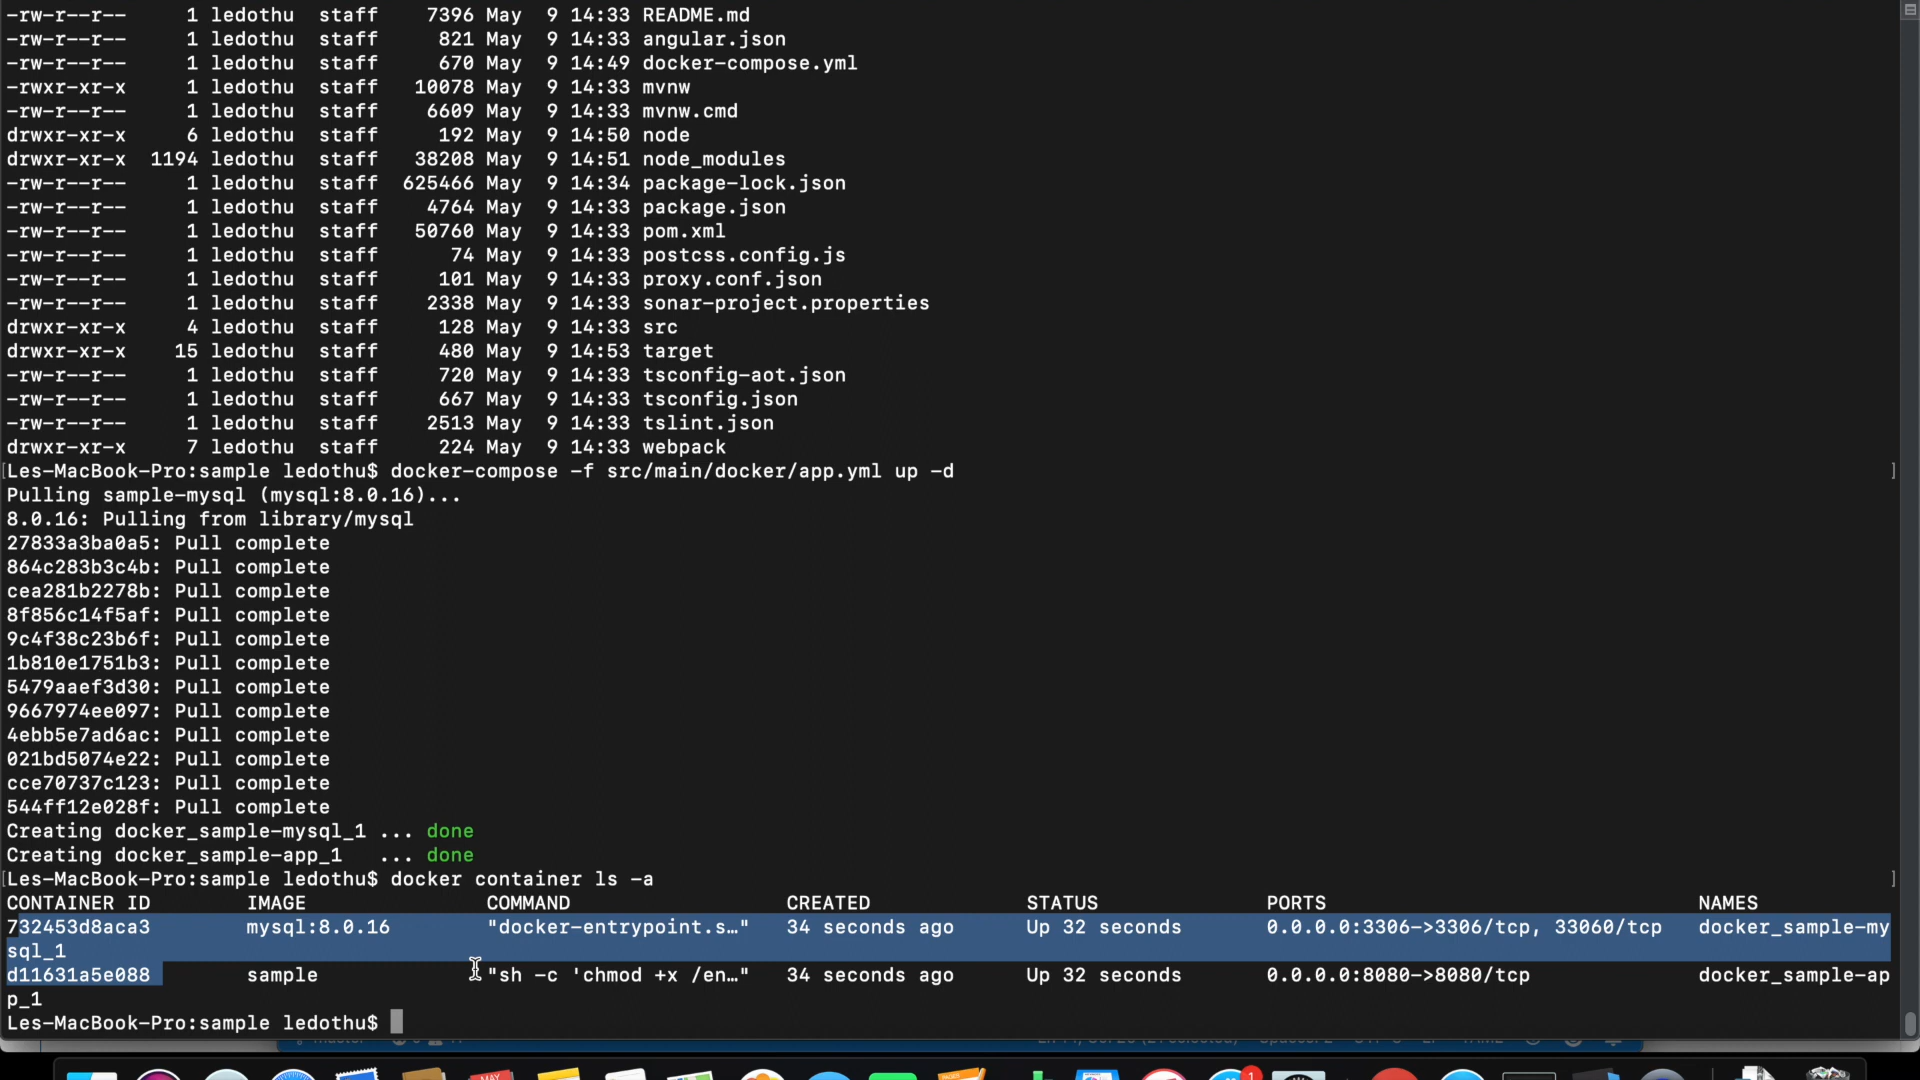 -rw-r--r-- 1 ledothu staff 7396 May 9 14:33 README.md
-rw-r--r-- 1 ledothu staff 821 May 9 14:33 angular.json
-rw-r--r-- 1 ledothu staff 670 May 9 14:49 docker-compose.yml
-rwxr-xr-x 1 ledothu staff 10078 May 9 14:33 mvnw
-rw-r--r-- 1 ledothu staff 6609 May 9 14:33 mvnw.cmd
drwxr-xr-x 6 ledothu staff 192 May 9 14:50 node
drwxr-xr-x 1194 ledothu staff 38208 May 9 14:51 node_modules
-rw-r--r-- 1 ledothu staff 625466 May 9 14:34 package-lock.json
-rw-r--r-- 1 ledothu staff 4764 May 9 14:33 package.json
-rw-r--r-- 1 ledothu staff 50760 May 9 14:33 pom.xml
-rw-r--r-- 1 ledothu staff 74 May 9 14:33 postcss.config.js
-rw-r--r-- 1 ledothu staff 101 May 9 14:33 proxy.conf.json
-rw-r--r-- 1 ledothu staff 2338 May 9 14:33 sonar-project.properties
drwxr-xr-x 4 ledothu staff 128 May 9 14:33 src
drwxr-xr-x 15 ledothu staff 480 May 9 14:53 target
-rw-r--r-- 1 ledothu staff 720 May 9 14:33 tsconfig-aot.json
-rw-r--r-- 1 ledothu staff 667 May 9 14:33 tsconfig.json
-rw-r--r-- 1 ledothu staff 2513 May 9 14:33 tslint.json
drwxr-xr-x 7 ledothu staff 224 May 9 14:33 webpack
[Les-MacBook-Pro:sample ledothu$ docker-compose -f src/main/docker/app.yml up -d ]
Pulling sample-mysql (mysql:8.0.16)...
8.0.16: Pulling from library/mysql
27833a3ba0a5: Pull complete
864c283b3c4b: Pull complete
cea281b2278b: Pull complete
8f856c14f5af: Pull complete
9c4f38c23b6f: Pull complete
1b810e1751b3: Pull complete
5479aaef3d30: Pull complete
9667974ee097: Pull complete
4ebb5e7ad6ac: Pull complete
021bd5074e22: Pull complete
cce70737c123: Pull complete
544ff12e028f: Pull complete
Creating docker_sample-mysql_1 ... done
Creating docker_sample-app_1 ... done
[Les-MacBook-Pro:sample ledothu$ docker container ls -a ]
CONTAINER ID IMAGE COMMAND CREATED STATUS PORTS NAMES
732453d8aca3 mysql:8.0.16 "docker-entrypoint.s…" 34 seconds ago Up 32 seconds 0.0.0.0:3306->3306/tcp, 33060/tcp docker_sample-my
sql_1
d11631a5e088 sample "sh -c 'chmod +x /en…" 34 seconds ago Up 32 seconds 0.0.0.0:8080->8080/tcp docker_sample-ap
p_1
Les-MacBook-Pro:sample ledothu$